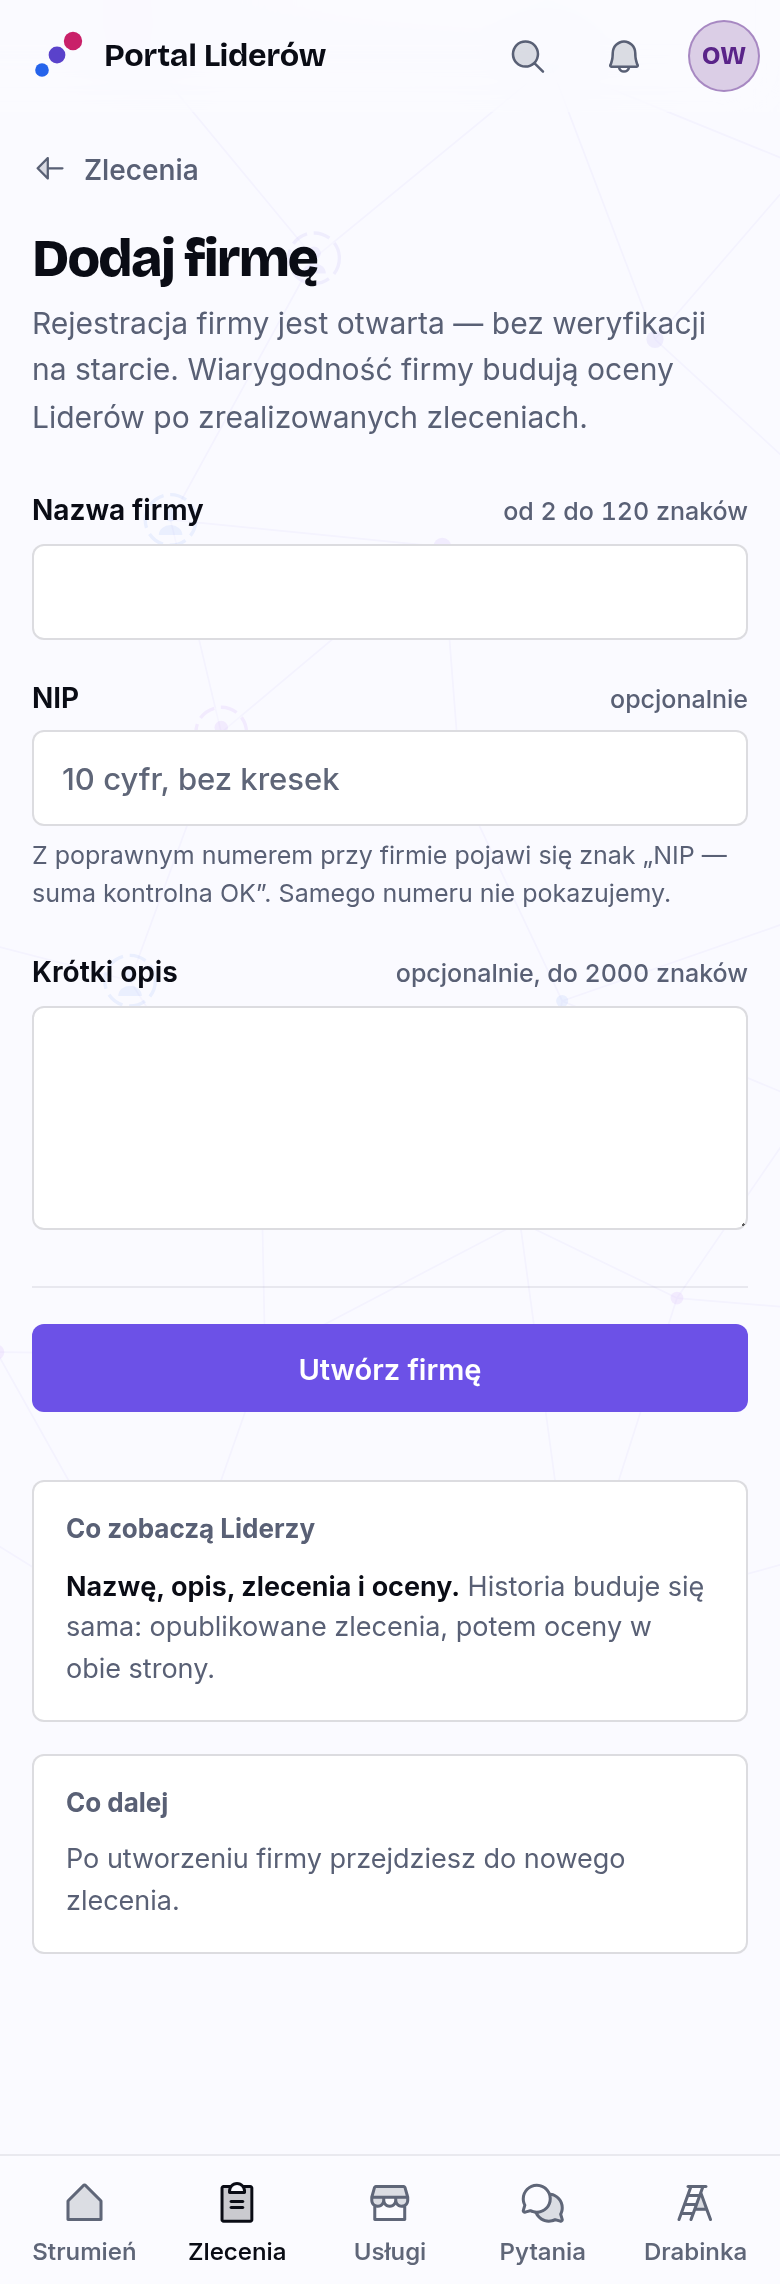 Portal Liderów
OW
Zlecenia
Dodaj firmę
Rejestracja firmy jest otwarta — bez weryfikacji
na starcie. Wiarygodność firmy budują oceny
Liderów po zrealizowanych zleceniach.
Nazwa firmy
od 2 do 120 znaków
NIP
opcjonalnie
10 cyfr, bez kresek
Z poprawnym numerem przy firmie pojawi się znak „NIP —
suma kontrolna OK”. Samego numeru nie pokazujemy.
Krótki opis
opcjonalnie, do 2000 znaków
Utwórz firmę
Co zobaczą Liderzy
Nazwę, opis, zlecenia i oceny. Historia buduje się
sama: opublikowane zlecenia, potem oceny w
obie strony.
Co dalej
Po utworzeniu firmy przejdziesz do nowego
zlecenia.
Strumień
Zlecenia
Usługi
Pytania
Drabinka